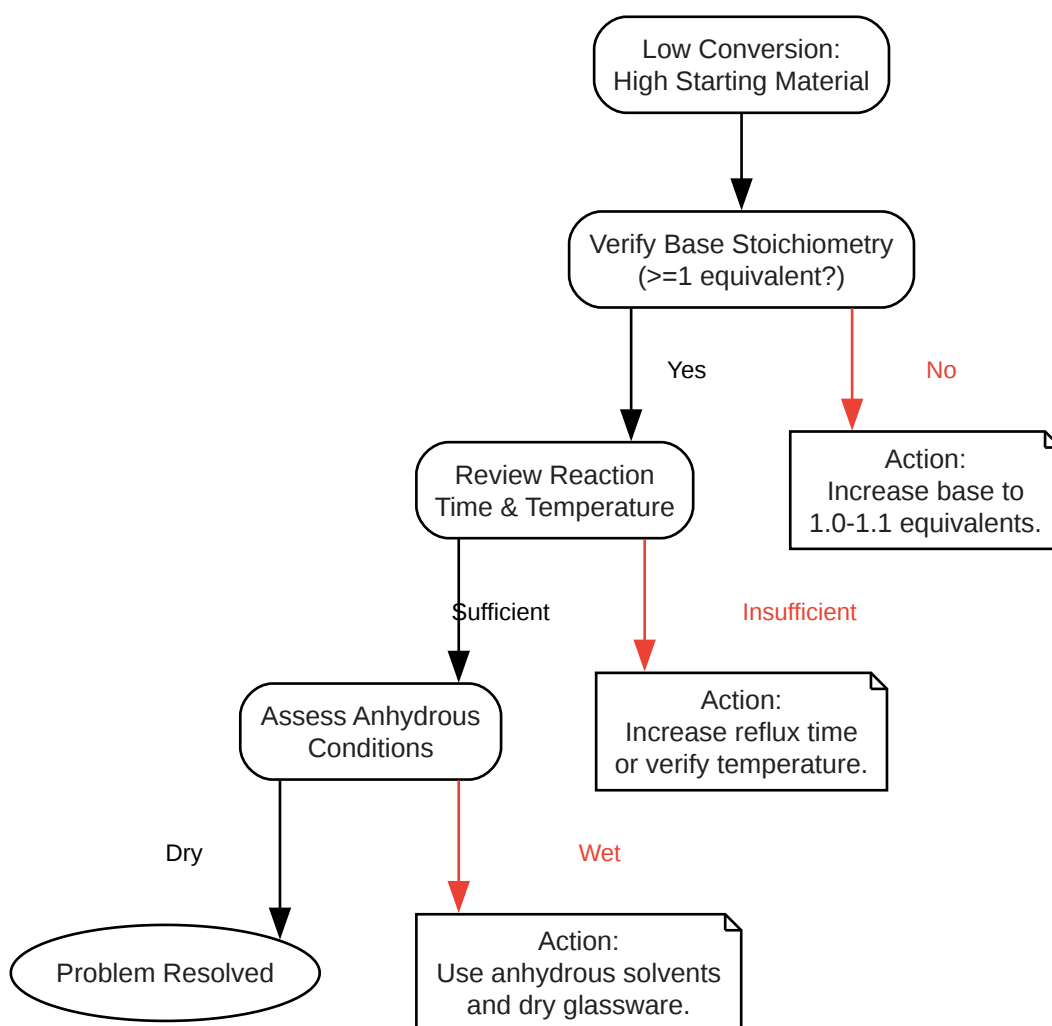 Low Conversion:
High Starting Material
Verify Base Stoichiometry
(>=1 equivalent?)
Yes
No
Action:
Increase base to
1.0-1.1 equivalents.
Review Reaction
Time & Temperature
Sufficient
Insufficient
Action:
Increase reflux time
or verify temperature.
Assess Anhydrous
Conditions
Dry
Wet
Problem Resolved
Action:
Use anhydrous solvents
and dry glassware.